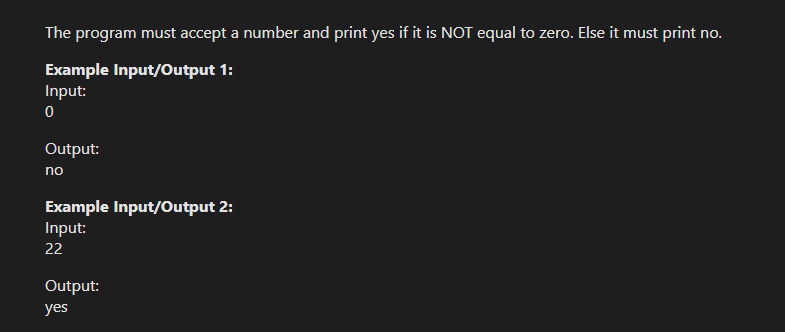 The program must accept a number and print yes if it is NOT equal to zero. Else it must print no.
Example Input/Output 1:
Input:
0
Output:
no
Example Input/Output 2:
Input:
22
Output:
yes